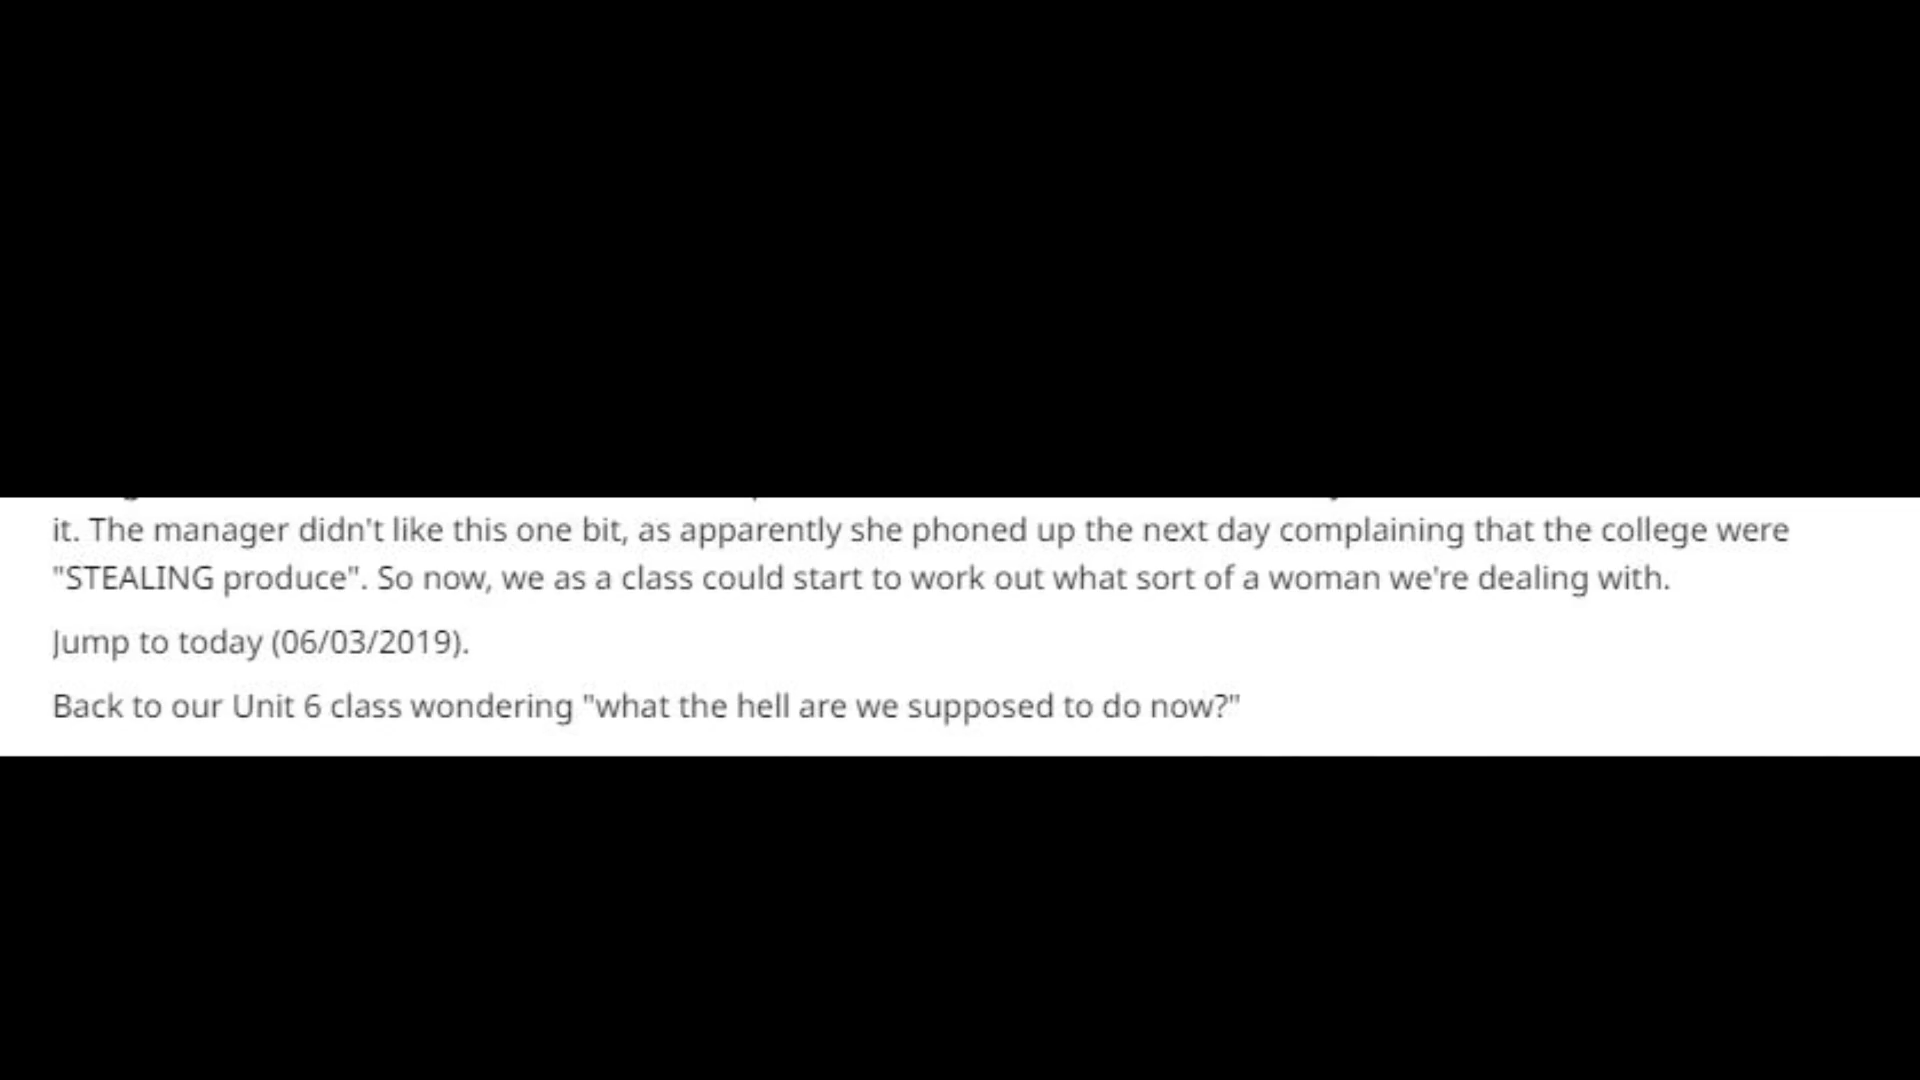 it. The manager didn't like this one bit, as apparently she phoned up the next day complaining that the college were
"STEALING produce". So now, we as a class could start to work out what sort of a woman we're dealing with.
Jump to today (06/03/2019).
Back to our Unit 6 class wondering "what the hell are we supposed to do now?"